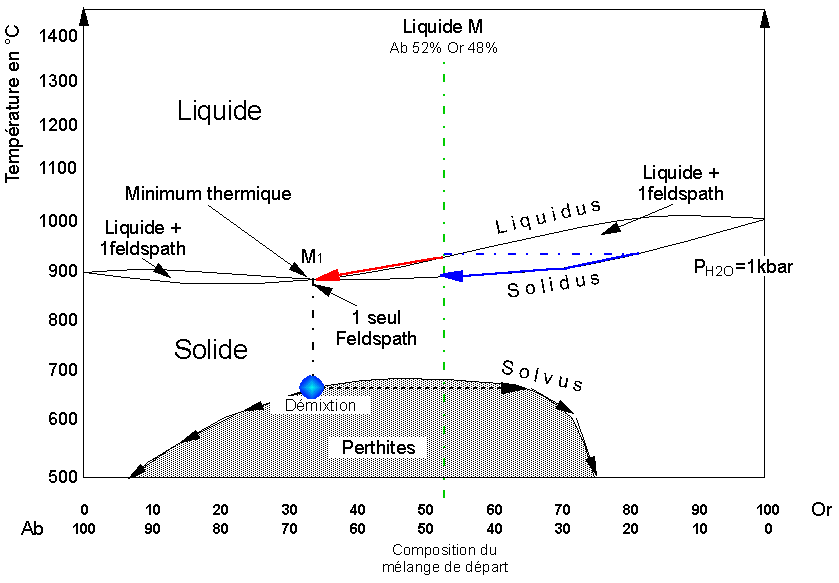 Liquide M
Ab 52% Or 48%
Température en °C
1400
1300
1200
1100
1000
900
800
700
600
500
Liquide
Liquide +
1feldspath
Minimum thermique
Liquide +
1feldspath
Liquidus
M1
PH2O=1kbar
Solidus
1 seul
Feldspath
Solide
Solvus
Démixtion
Perthites
0 10 20 30 40 50 60 70 80 90 100 Or
Ab 100 90 80 70 60 50 40 30 20 10 0
Composition du
mélange de départ